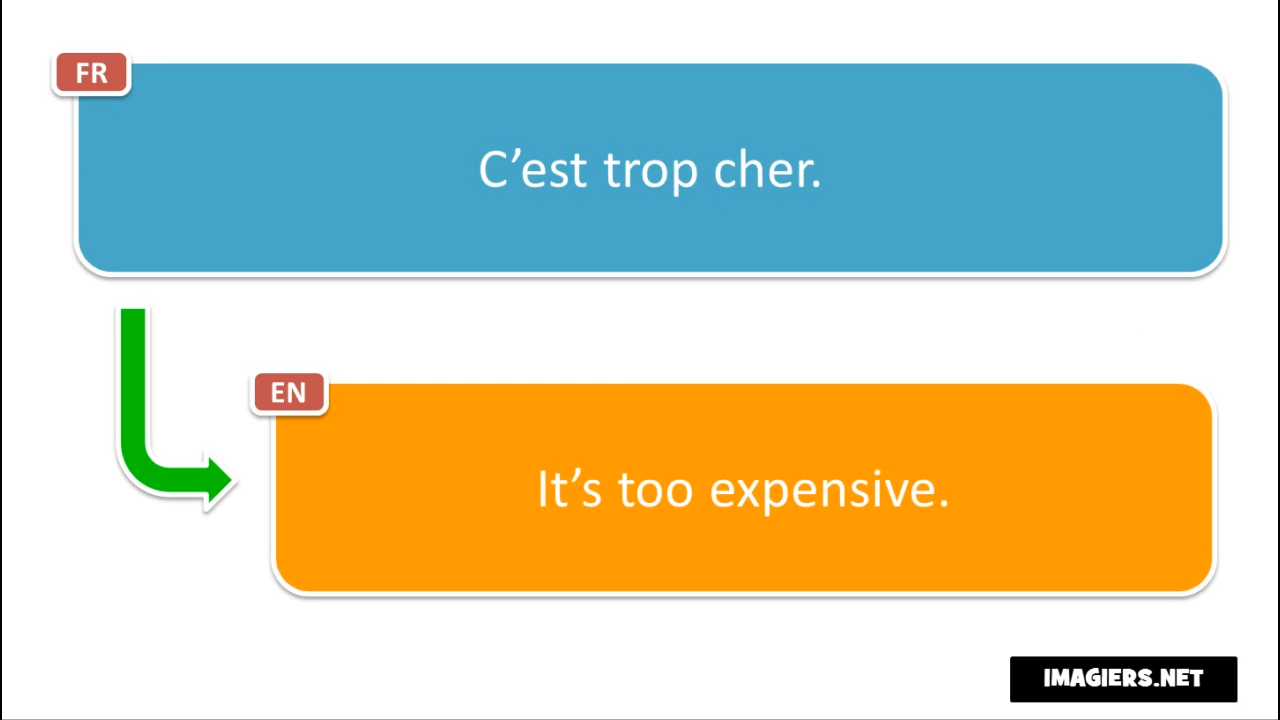 FR
C’est trop cher.
EN
It’s too expensive.
IMAGIERS.NET